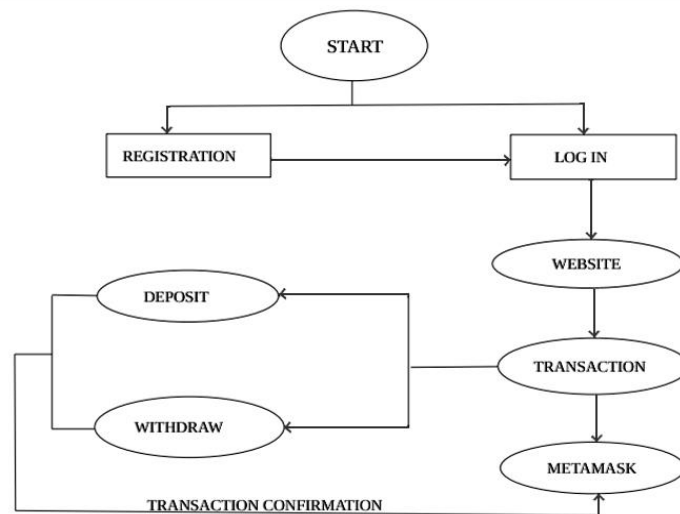 START
REGISTRATION
LOG IN
WEBSITE
DEPOSIT
TRANSACTION
WITHDRAW
METAMASK
TRANSACTION CONFIRMATION